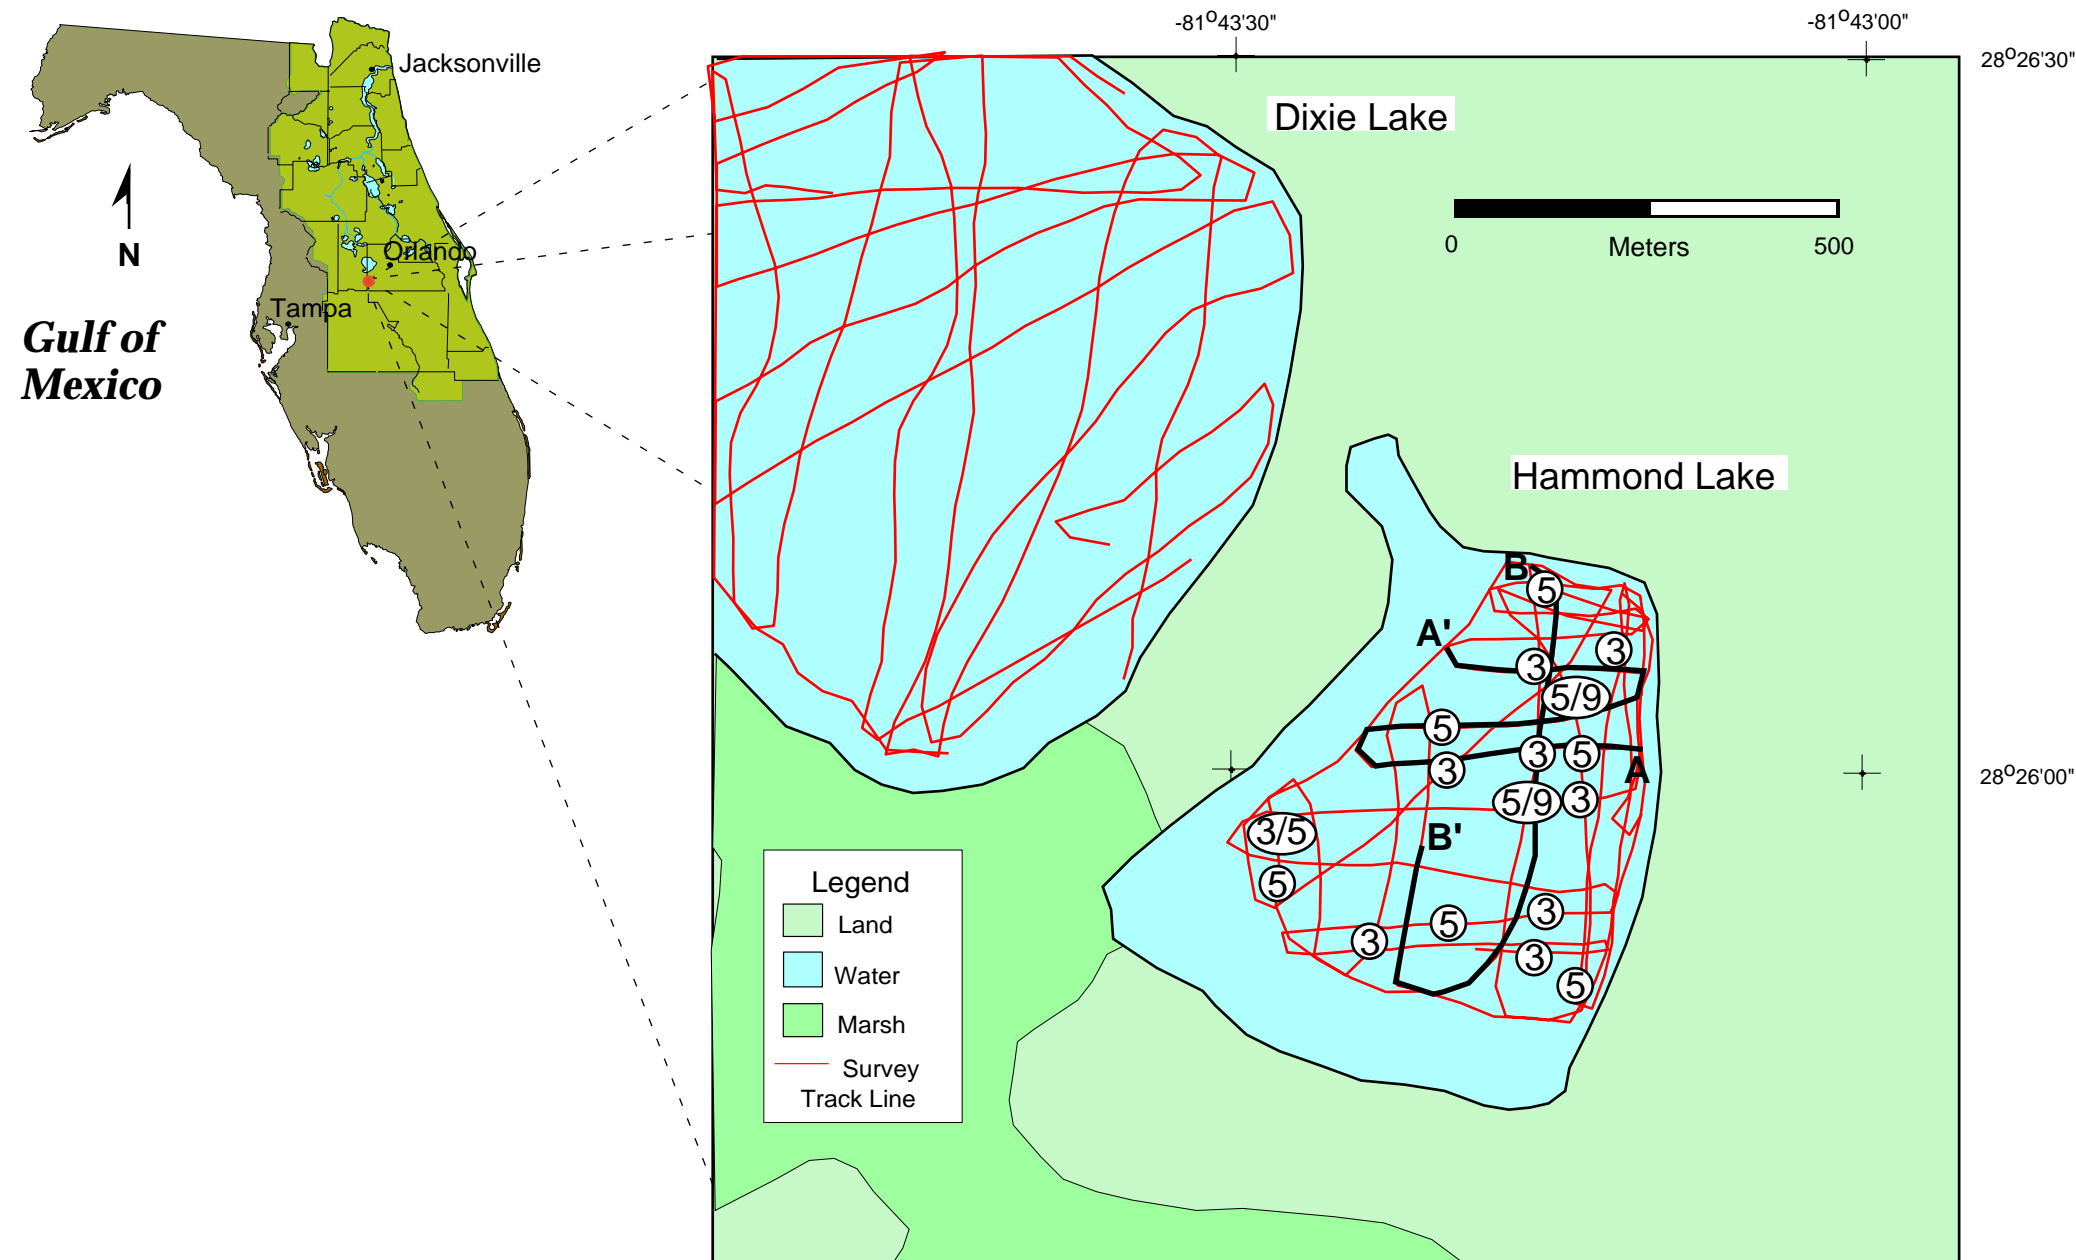 -81°43'30"
-81°43'00"
28°26'30"
Jacksonville
Dixie Lake
N
Orlando
0 Meters 500
Tampa
Gulf of
Mexico
Hammond Lake
B
5
A'
3
3
5/9
5
3
5
3
A
28°26'00"
5/9
3
3/5
B'
5
3
5
3
3
5
Legend
Land
Water
Marsh
Survey
Track Line